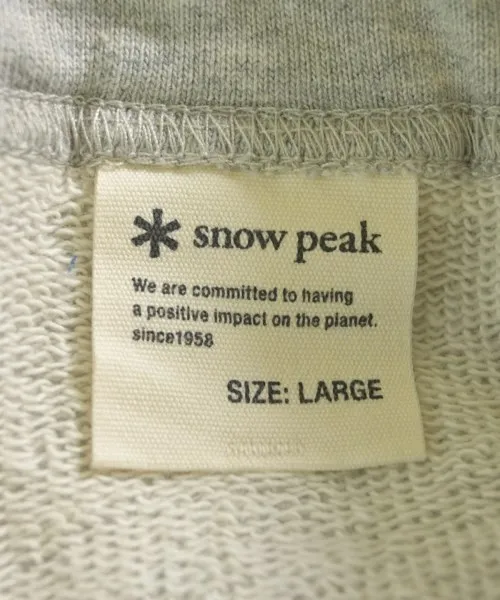 snow peak
We are committed to having
a positive impact on the planet.
since1958
SIZE: LARGE